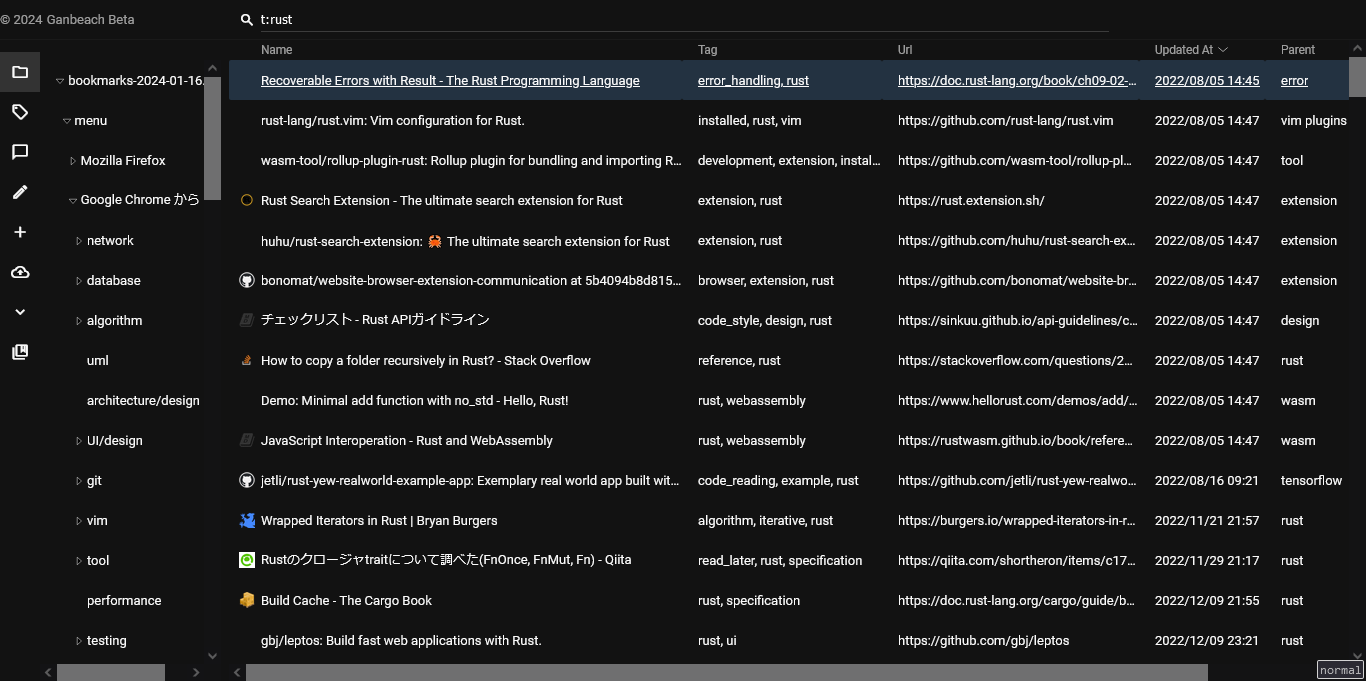 © 2024 Ganbeach Beta
t:rust
Name Tag Url Updated At Parent
bookmarks-2024-01-16.
menu
Mozilla Firefox
Google Chrome から
network
database
algorithm
uml
architecture/design
UI/design
git
vim
tool
performance
testing
Recoverable Errors with Result - The Rust Programming Language error_handling, rust https://doc.rust-lang.org/book/ch09-02-... 2022/08/05 14:45 error
rust-lang/rust.vim: Vim configuration for Rust. installed, rust, vim https://github.com/rust-lang/rust.vim 2022/08/05 14:47 vim plugins
wasm-tool/rollup-plugin-rust: Rollup plugin for bundling and importing R... development, extension, instal... https://github.com/wasm-tool/rollup-pl... 2022/08/05 14:47 tool
Rust Search Extension - The ultimate search extension for Rust extension, rust https://rust.extension.sh/ 2022/08/05 14:47 extension
huhu/rust-search-extension: 🦀 The ultimate search extension for Rust extension, rust https://github.com/huhu/rust-search-ex... 2022/08/05 14:47 extension
bonomat/website-browser-extension-communication at 5b4094b8d815... browser, extension, rust https://github.com/bonomat/website-br... 2022/08/05 14:47 extension
チェックリスト - Rust APIガイドライン code_style, design, rust https://sinkuu.github.io/api-guidelines/c... 2022/08/05 14:47 design
How to copy a folder recursively in Rust? - Stack Overflow reference, rust https://stackoverflow.com/questions/2... 2022/08/05 14:47 rust
Demo: Minimal add function with no_std - Hello, Rust! rust, webassembly https://www.hellorust.com/demos/add/... 2022/08/05 14:47 wasm
JavaScript Interoperation - Rust and WebAssembly rust, webassembly https://rustwasm.github.io/book/refere... 2022/08/05 14:47 wasm
jetli/rust-yew-realworld-example-app: Exemplary real world app built wit... code_reading, example, rust https://github.com/jetli/rust-yew-realwo... 2022/08/16 09:21 tensorflow
Wrapped Iterators in Rust | Bryan Burgers algorithm, iterative, rust https://burgers.io/wrapped-iterators-in-r... 2022/11/21 21:57 rust
Rustのクロージャtraitについて調べた(FnOnce, FnMut, Fn) - Qiita read_later, rust, specification https://qiita.com/shortheron/items/c17... 2022/11/29 21:17 rust
Build Cache - The Cargo Book rust, specification https://doc.rust-lang.org/cargo/guide/b... 2022/12/09 21:55 rust
gbj/leptos: Build fast web applications with Rust. rust, ui https://github.com/gbj/leptos 2022/12/09 23:21 rust
normal